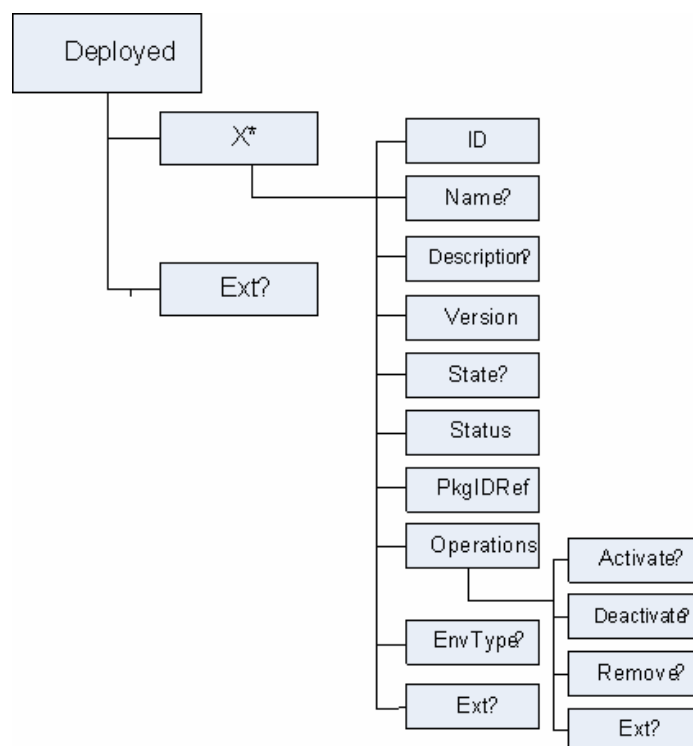 Deployed
X*
Ext?
ID
Name?
Description?
Version
State?
Status
PkgIDRef
Operations
Activate?
Deactivate?
Remove?
Ext?
EnvType?
Ext?